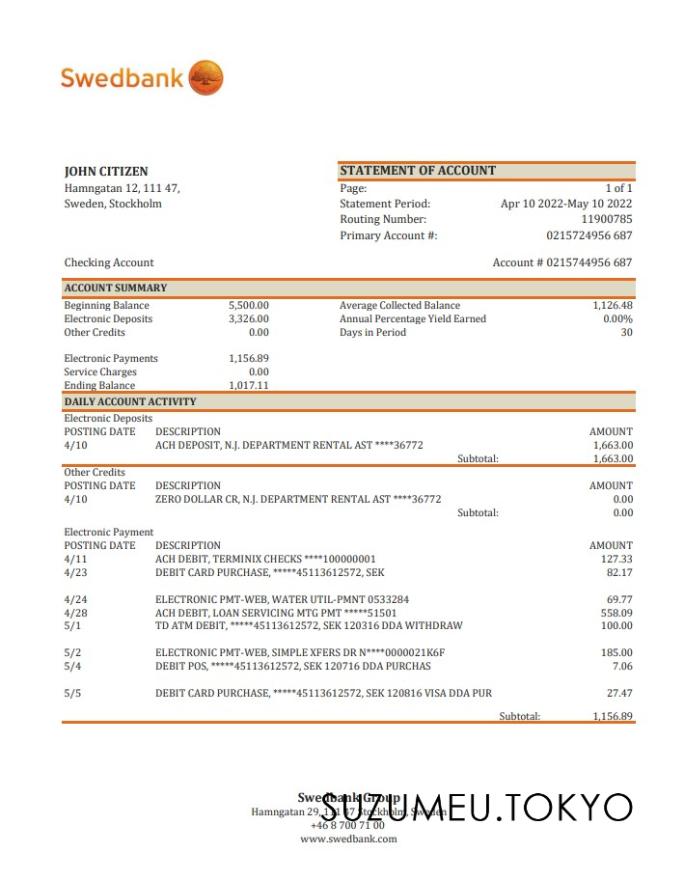 Swedbank
JOHN CITIZEN
Hamngatan 12, 111 47,
Sweden, Stockholm
STATEMENT OF ACCOUNT
Page: 1 of 1
Statement Period: Apr 10 2022-May 10 2022
Routing Number: 11900785
Primary Account #: 0215724956 687
Checking Account Account # 0215744956 687
ACCOUNT SUMMARY
Beginning Balance 5,500.00 Average Collected Balance 1,126.48
Electronic Deposits 3,326.00 Annual Percentage Yield Earned 0.00%
Other Credits 0.00 Days in Period 30
Electronic Payments 1,156.89
Service Charges 0.00
Ending Balance 1,017.11
DAILY ACCOUNT ACTIVITY
Electronic Deposits
POSTING DATE DESCRIPTION AMOUNT
4/10 ACH DEPOSIT, N.J. DEPARTMENT RENTAL AST ****36772 1,663.00
Subtotal: 1,663.00
Other Credits
POSTING DATE DESCRIPTION AMOUNT
4/10 ZERO DOLLAR CR, N.J. DEPARTMENT RENTAL AST ****36772 0.00
Subtotal: 0.00
Electronic Payment
POSTING DATE DESCRIPTION AMOUNT
4/11 ACH DEBIT, TERMINIX CHECKS ****100000001 127.33
4/23 DEBIT CARD PURCHASE, *****45113612572, SEK 82.17
4/24 ELECTRONIC PMT-WEB, WATER UTIL-PMNT 0533284 69.77
4/28 ACH DEBIT, LOAN SERVICING MTG PMT *****51501 558.09
5/1 TD ATM DEBIT, *****45113612572, SEK 120316 DDA WITHDRAW 100.00
5/2 ELECTRONIC PMT-WEB, SIMPLE XFERS DR N****0000021K6F 185.00
5/4 DEBIT POS, *****45113612572, SEK 120716 DDA PURCHAS 7.06
5/5 DEBIT CARD PURCHASE, *****45113612572, SEK 120816 VISA DDA PUR 27.47
Subtotal: 1,156.89
Swedbank Group
SUZUMEU.TOKYO
Hamngatan 29, 111 47 Stockholm, Sweden
+46 8 700 71 00
www.swedbank.com